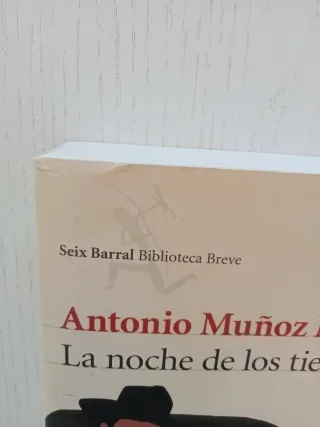 Seix Barral Biblioteca Breve
Antonio Muñoz
La noche de los tie